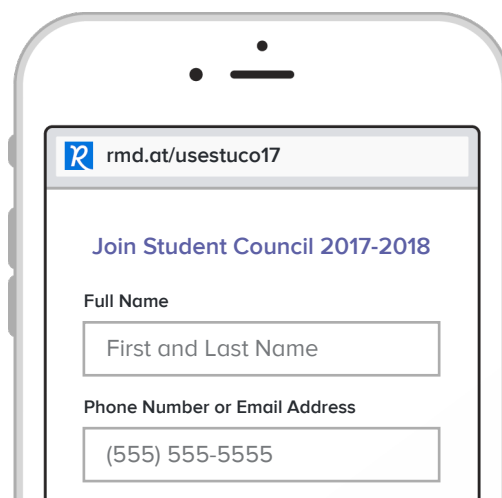 R rmd.at/usestuco17
Join Student Council 2017-2018
Full Name
First and Last Name
Phone Number or Email Address
(555) 555-5555